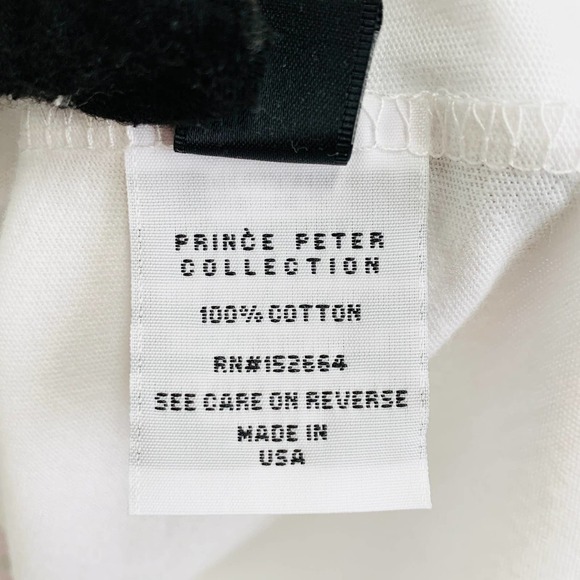 PRINCE PETER
COLLECTION
100% COTTON
RN#152664
SEE CARE ON REVERSE
MADE IN
USA